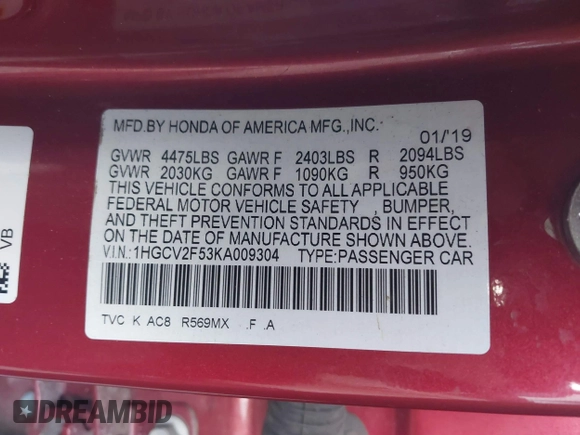 MFD.BY HONDA OF AMERICA MFG.,INC.
01/'19
GVWR 4475LBS GAWR F 2403LBS R 2094LBS
GVWR 2030KG GAWR F 1090KG R 950KG
THIS VEHICLE CONFORMS TO ALL APPLICABLE
FEDERAL MOTOR VEHICLE SAFETY , BUMPER,
AND THEFT PREVENTION STANDARDS IN EFFECT
ON THE DATE OF MANUFACTURE SHOWN ABOVE.
V.I.N.:1HGCV2F53KA009304 TYPE:PASSENGER CAR
TVC K AC8 R569MX .F .A
VB
DREAMBID